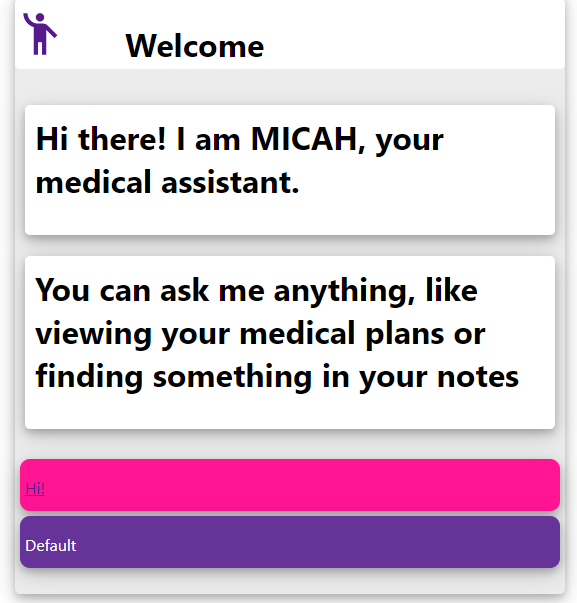 Welcome
Hi there! I am MICAH, your
medical assistant.
You can ask me anything, like
viewing your medical plans or
finding something in your notes
Hi!
Default